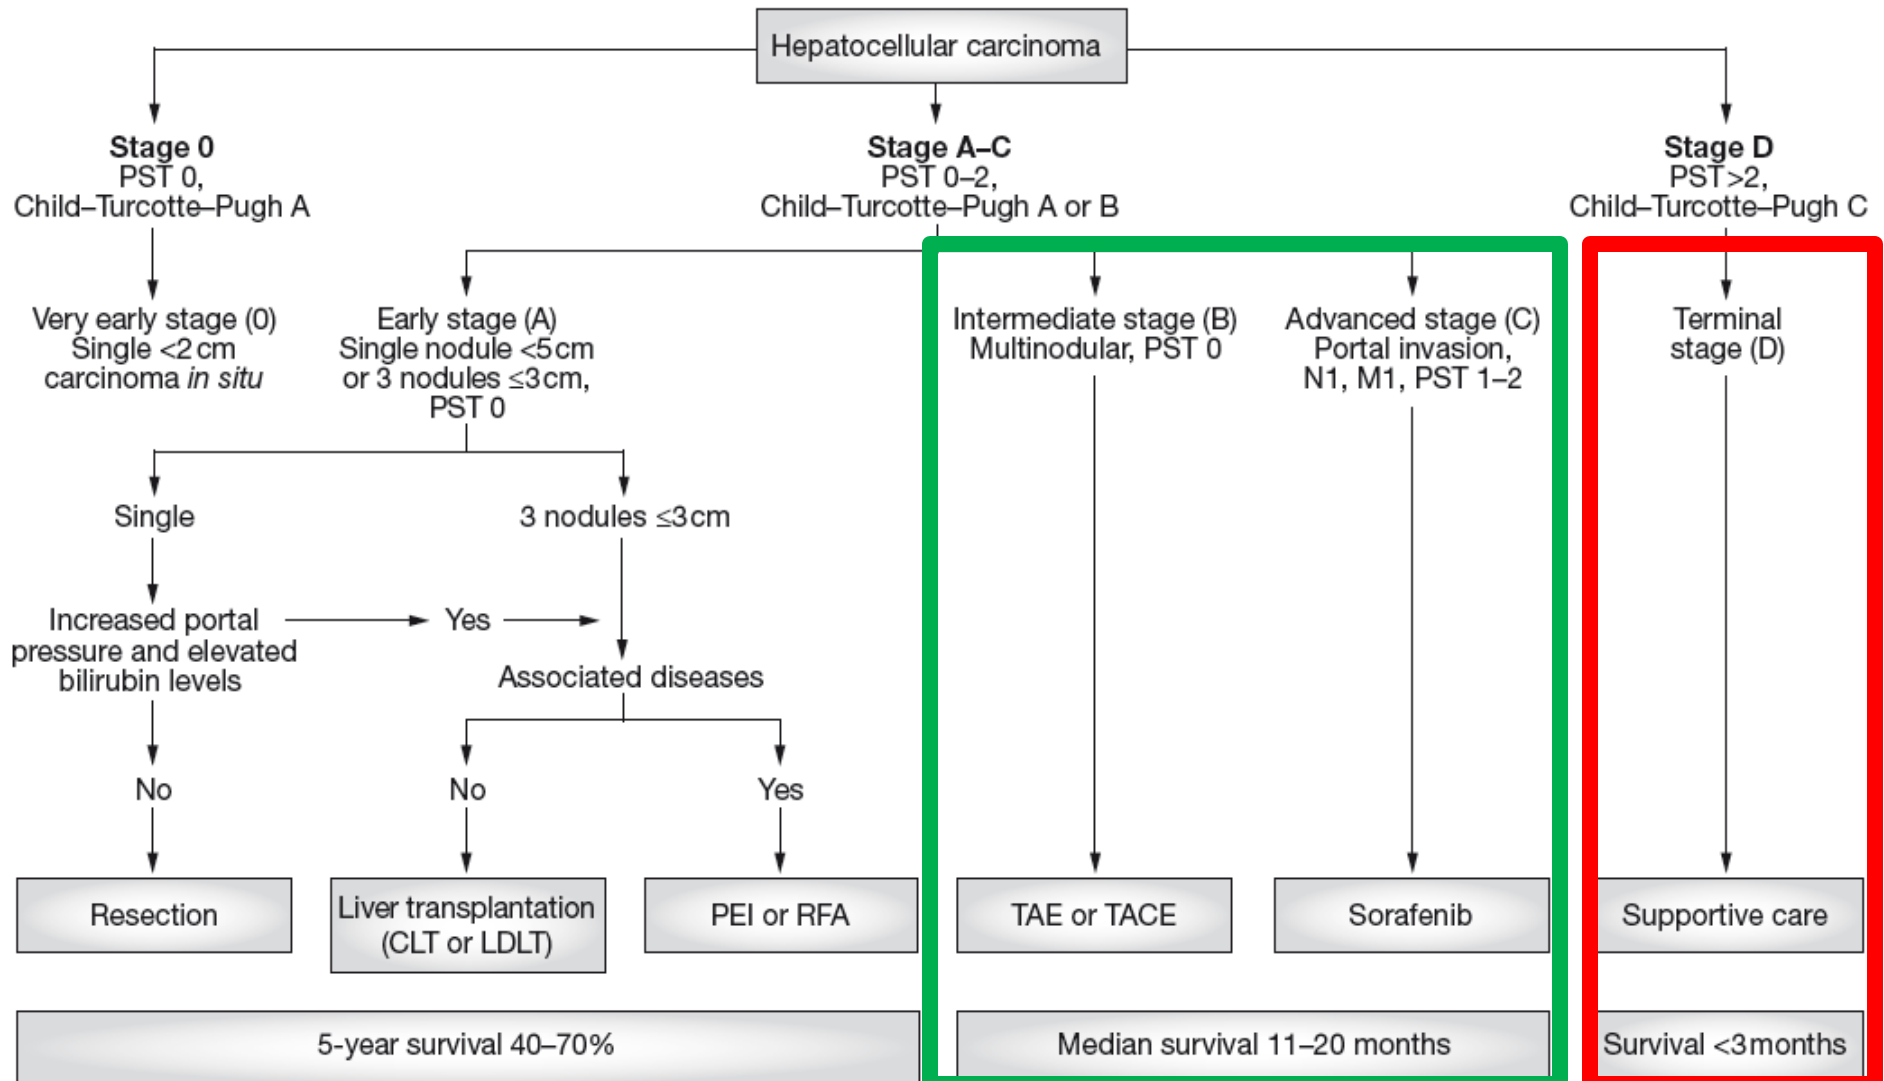 Hepatocellular carcinoma
Stage 0
PST 0,
Child–Turcotte–Pugh A
Stage A–C
PST 0–2,
Child–Turcotte–Pugh A or B
Stage D
PST >2,
Child–Turcotte–Pugh C
Very early stage (0)
Single <2 cm
carcinoma in situ
Early stage (A)
Single nodule <5 cm
or 3 nodules ≤3 cm,
PST 0
Intermediate stage (B)
Multinodular, PST 0
Advanced stage (C)
Portal invasion,
N1, M1, PST 1–2
Terminal
stage (D)
Single
3 nodules ≤3 cm
Increased portal
pressure and elevated
bilirubin levels
Yes
Associated diseases
No
No
Yes
Resection
Liver transplantation
(CLT or LDLT)
PEI or RFA
TAE or TACE
Sorafenib
Supportive care
5-year survival 40–70%
Median survival 11–20 months
Survival <3 months